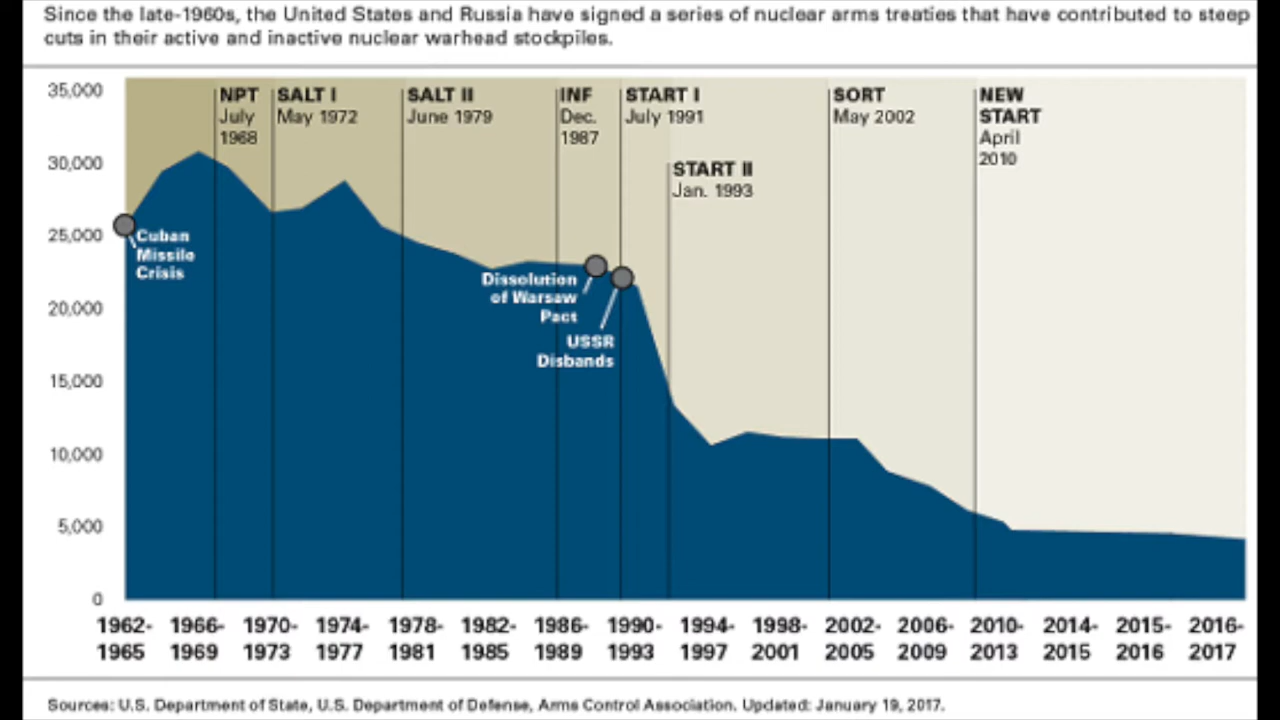 Since the late-1960s, the United States and Russia have signed a series of nuclear arms treaties that have contributed to steep
cuts in their active and inactive nuclear warhead stockpiles.
35,000
30,000
25,000
20,000
15,000
10,000
5,000
0
NPT
July
1968
SALT I
May 1972
SALT II
June 1979
INF
Dec.
1987
START I
July 1991
START II
Jan. 1993
SORT
May 2002
NEW
START
April
2010
Cuban
Missile
Crisis
Dissolution
of Warsaw
Pact
USSR
Disbands
1962- 1966- 1970- 1974- 1978- 1982- 1986- 1990- 1994- 1998- 2002- 2006- 2010- 2014- 2015- 2016-
1965 1969 1973 1977 1981 1985 1989 1993 1997 2001 2005 2009 2013 2015 2016 2017
Sources: U.S. Department of State, U.S. Department of Defense, Arms Control Association. Updated: January 19, 2017.